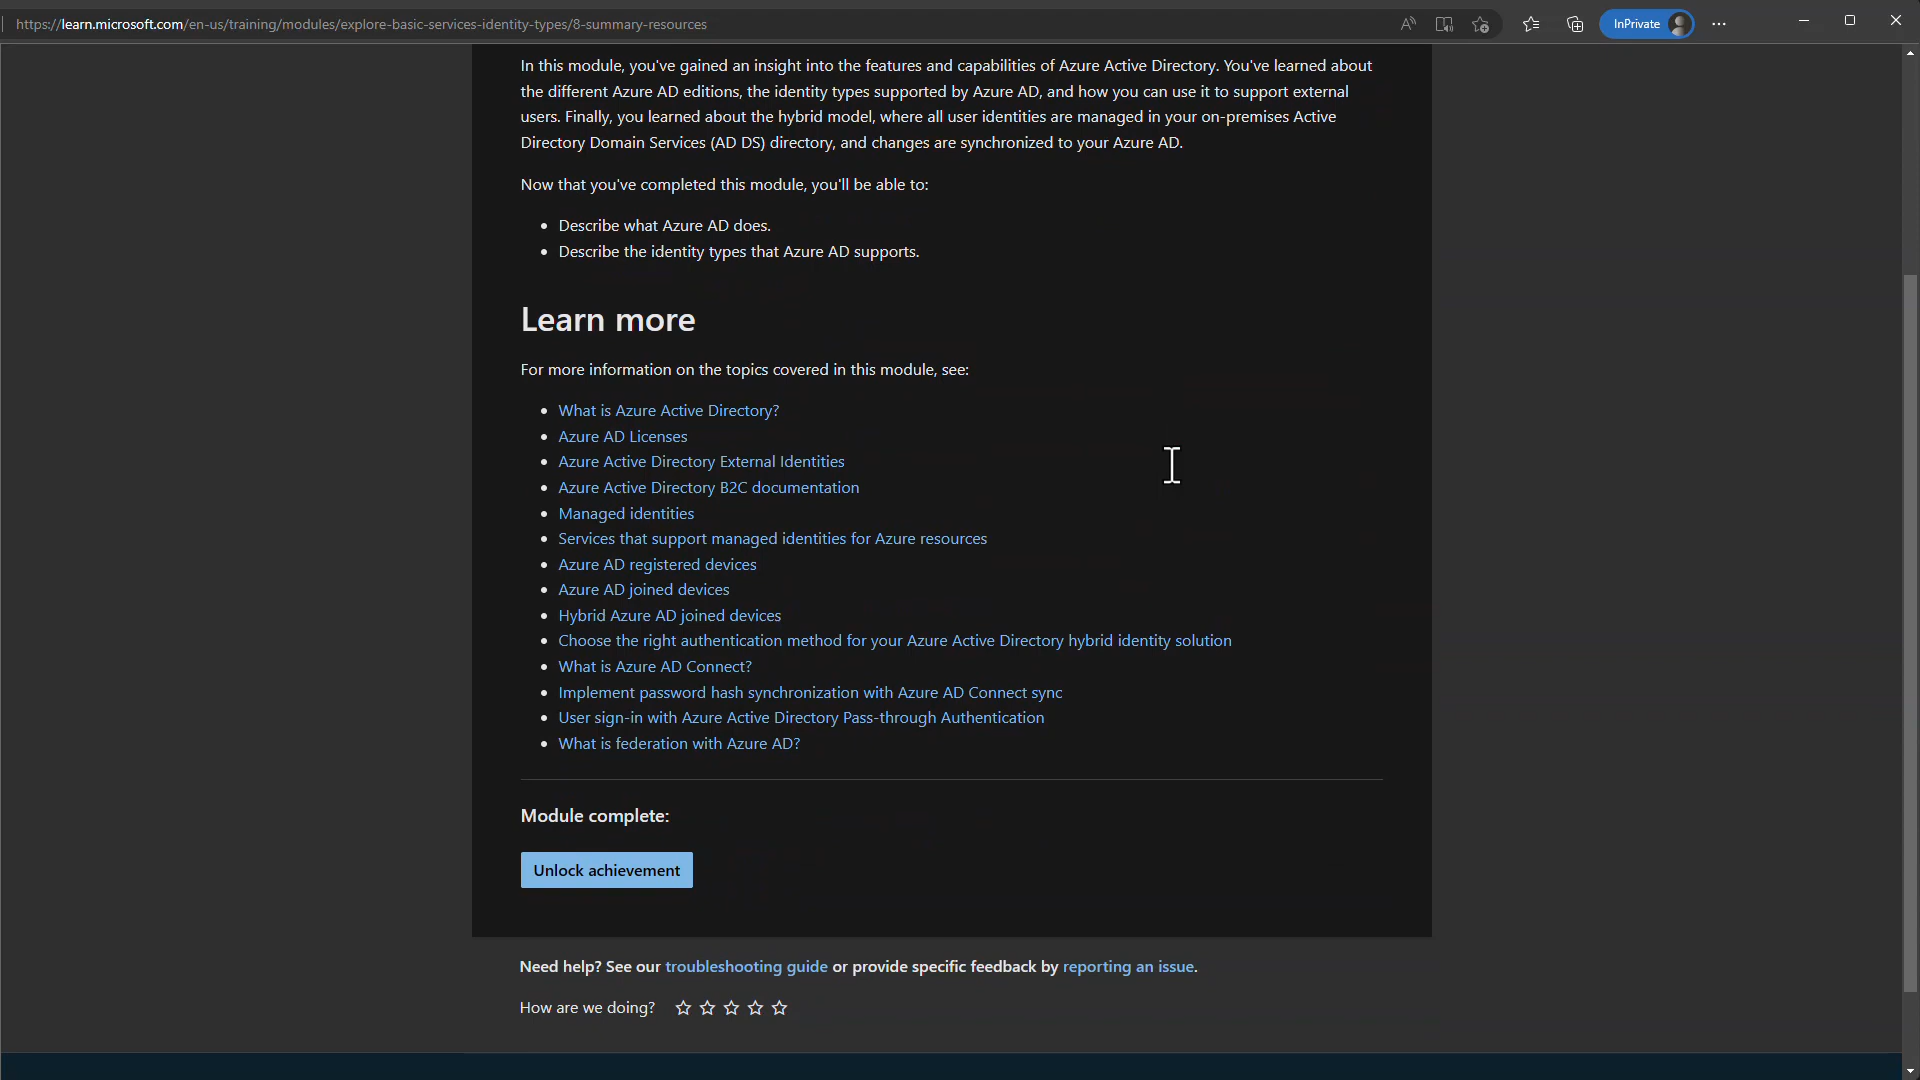 https://learn.microsoft.com/en-us/training/modules/explore-basic-services-identity-types/8-summary-resources
InPrivate
In this module, you've gained an insight into the features and capabilities of Azure Active Directory. You've learned about
the different Azure AD editions, the identity types supported by Azure AD, and how you can use it to support external
users. Finally, you learned about the hybrid model, where all user identities are managed in your on-premises Active
Directory Domain Services (AD DS) directory, and changes are synchronized to your Azure AD.
Now that you've completed this module, you'll be able to:
• Describe what Azure AD does.
• Describe the identity types that Azure AD supports.
Learn more
For more information on the topics covered in this module, see:
• What is Azure Active Directory?
• Azure AD Licenses
• Azure Active Directory External Identities
• Azure Active Directory B2C documentation
• Managed identities
• Services that support managed identities for Azure resources
• Azure AD registered devices
• Azure AD joined devices
• Hybrid Azure AD joined devices
• Choose the right authentication method for your Azure Active Directory hybrid identity solution
• What is Azure AD Connect?
• Implement password hash synchronization with Azure AD Connect sync
• User sign-in with Azure Active Directory Pass-through Authentication
• What is federation with Azure AD?
Module complete:
Unlock achievement
Need help? See our troubleshooting guide or provide specific feedback by reporting an issue.
How are we doing?